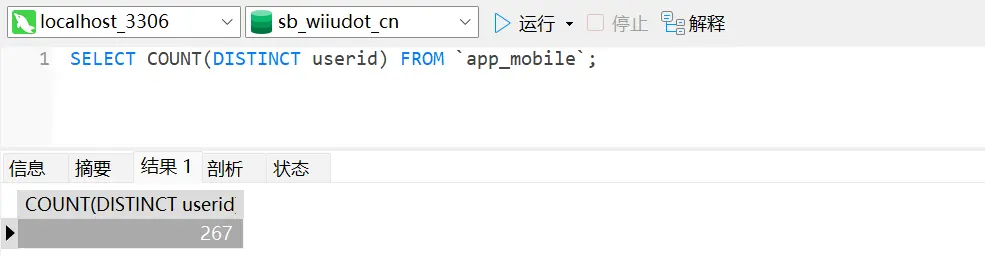 localhost_3306 sb_wiiudot_cn 运行 停止 解释
1 SELECT COUNT(DISTINCT userid) FROM `app_mobile`;
信息 摘要 结果 1 剖析 状态
COUNT(DISTINCT userid)
267